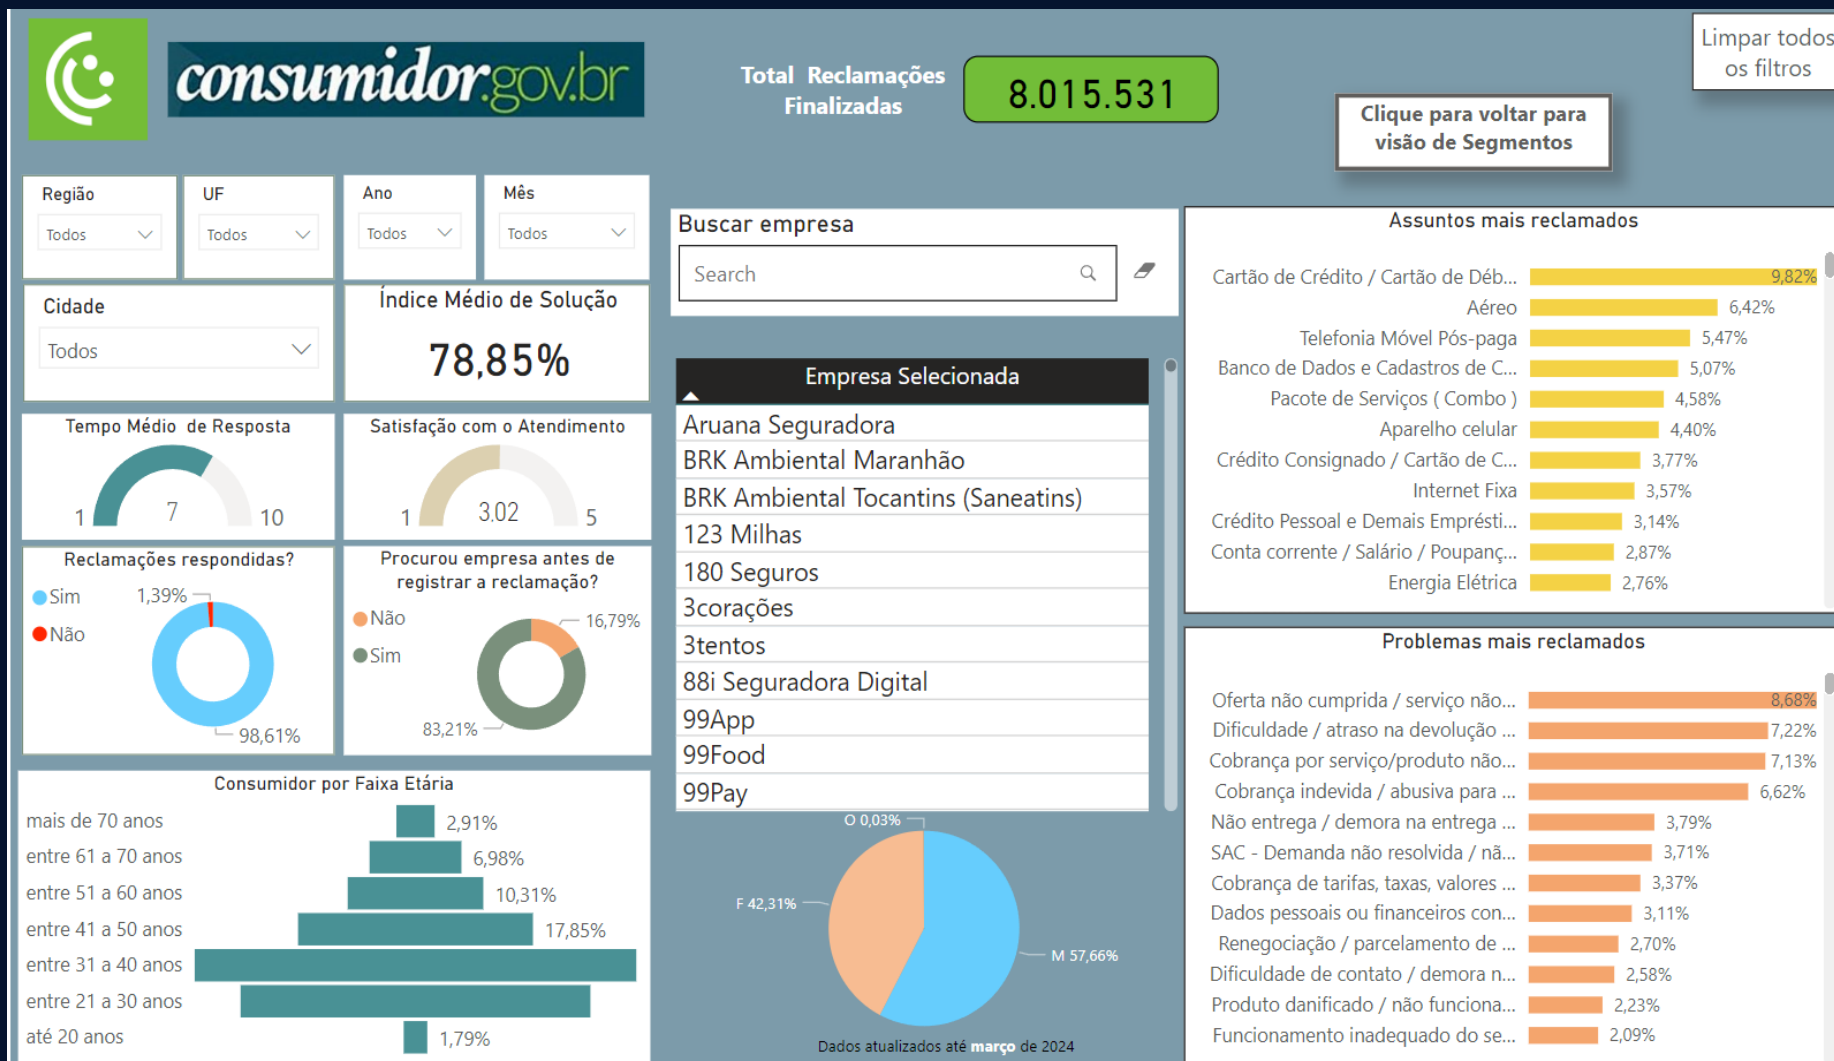 consumidor.gov.br
Total Reclamações
Finalizadas
8.015.531
Limpar todos
os filtros
Clique para voltar para
visão de Segmentos
Região
Todos
UF
Todos
Ano
Todos
Mês
Todos
Cidade
Todos
Índice Médio de Solução
78,85%
Tempo Médio de Resposta
1
7
10
Satisfação com o Atendimento
1
3,02
5
Reclamações respondidas?
Sim
Não
1,39%
98,61%
Procurou empresa antes de
registrar a reclamação?
Não
Sim
16,79%
83,21%
Consumidor por Faixa Etária
mais de 70 anos 2,91%
entre 61 a 70 anos 6,98%
entre 51 a 60 anos 10,31%
entre 41 a 50 anos 17,85%
entre 31 a 40 anos
entre 21 a 30 anos
até 20 anos 1,79%
Buscar empresa
Search
Empresa Selecionada
Aruana Seguradora
BRK Ambiental Maranhão
BRK Ambiental Tocantins (Saneatins)
123 Milhas
180 Seguros
3corações
3tentos
88i Seguradora Digital
99App
99Food
99Pay
O 0,03%
F 42,31%
M 57,66%
Dados atualizados até março de 2024
Assuntos mais reclamados
Cartão de Crédito / Cartão de Déb... 9,82%
Aéreo 6,42%
Telefonia Móvel Pós-paga 5,47%
Banco de Dados e Cadastros de C... 5,07%
Pacote de Serviços ( Combo ) 4,58%
Aparelho celular 4,40%
Crédito Consignado / Cartão de C... 3,77%
Internet Fixa 3,57%
Crédito Pessoal e Demais Emprésti... 3,14%
Conta corrente / Salário / Poupanç... 2,87%
Energia Elétrica 2,76%
Problemas mais reclamados
Oferta não cumprida / serviço não... 8,68%
Dificuldade / atraso na devolução ... 7,22%
Cobrança por serviço/produto não... 7,13%
Cobrança indevida / abusiva para ... 6,62%
Não entrega / demora na entrega ... 3,79%
SAC - Demanda não resolvida / nã... 3,71%
Cobrança de tarifas, taxas, valores ... 3,37%
Dados pessoais ou financeiros con... 3,11%
Renegociação / parcelamento de ... 2,70%
Dificuldade de contato / demora n... 2,58%
Produto danificado / não funciona... 2,23%
Funcionamento inadequado do se... 2,09%